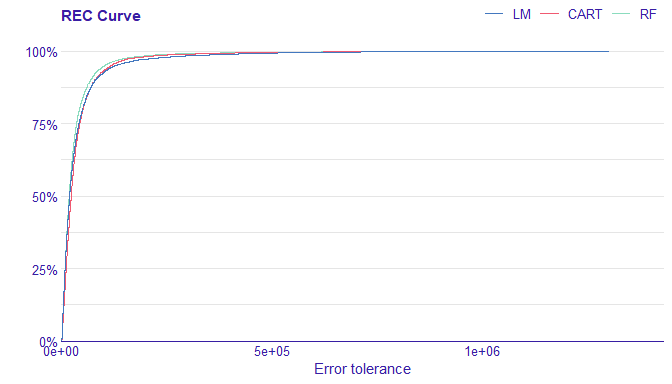 REC Curve
LM CART RF
100%
75%
50%
25%
0%
0e+00 5e+05 1e+06
Error tolerance